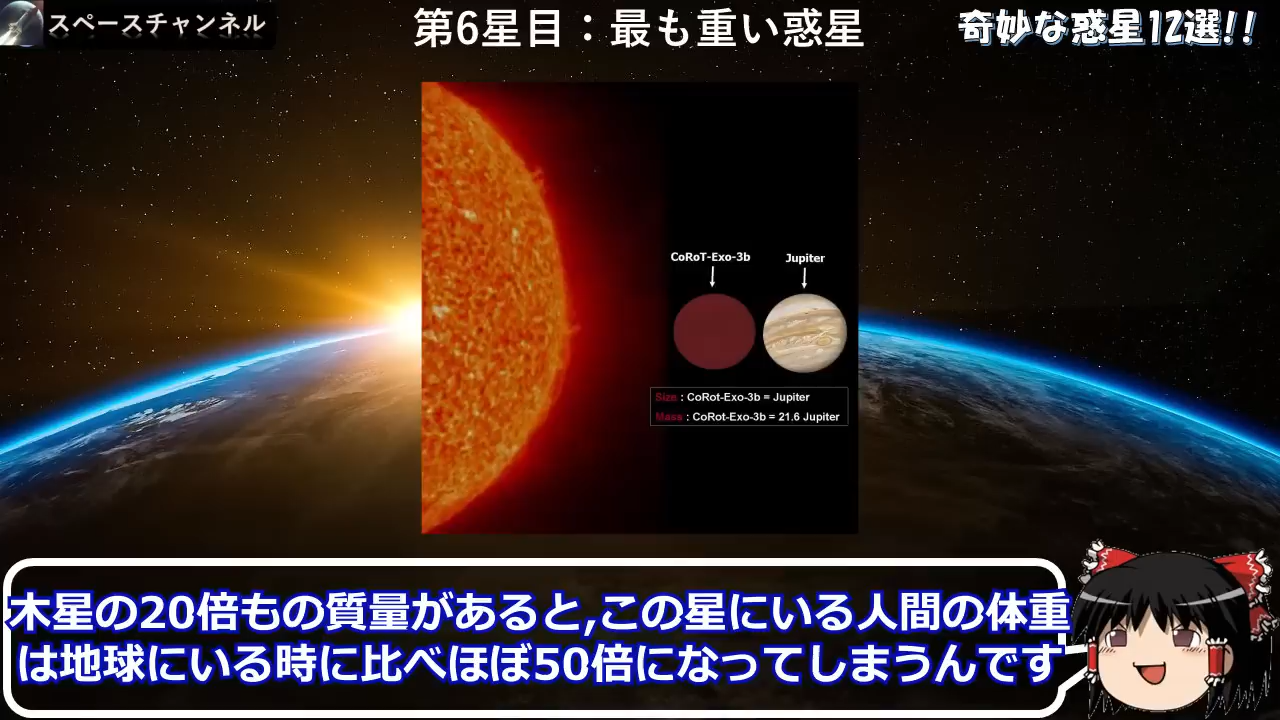 スペースチャンネル
第6星目：最も重い惑星
奇妙な惑星12選!!
CoRoT-Exo-3b
Jupiter
Size : CoRot-Exo-3b = Jupiter
Mass : CoRot-Exo-3b = 21.6 Jupiter
木星の20倍もの質量があると,この星にいる人間の体重
は地球にいる時に比べほぼ50倍になってしまうんです